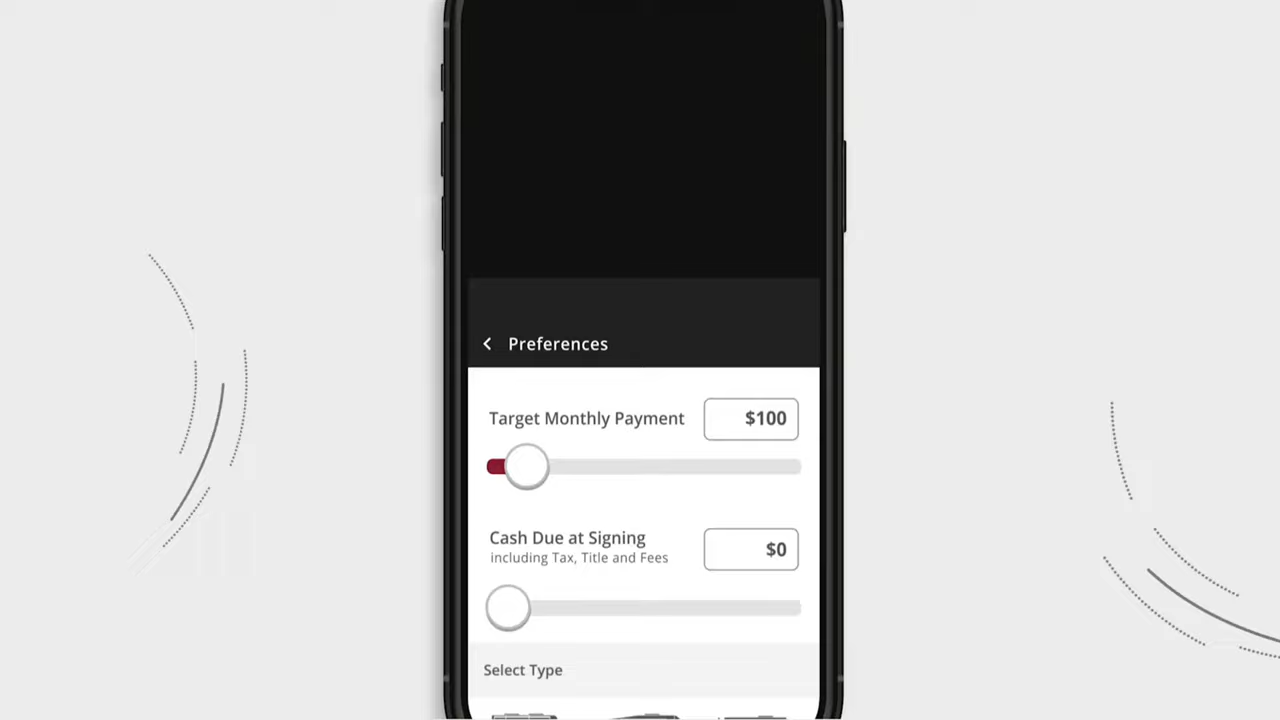 Preferences
Target Monthly Payment
$100
Cash Due at Signing
$0
including Tax, Title and Fees
Select Type